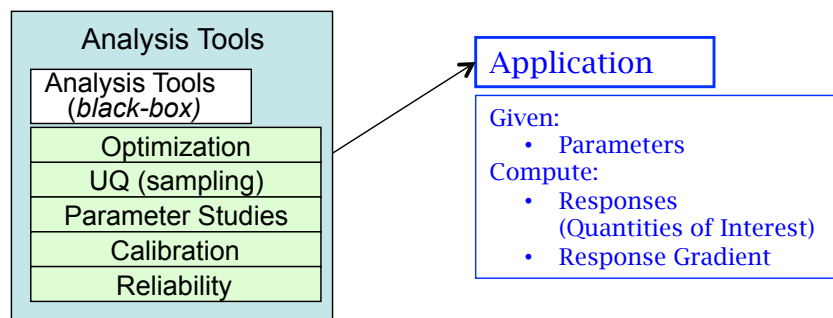 Analysis Tools
Analysis Tools
(black-box)
Optimization
UQ (sampling)
Parameter Studies
Calibration
Reliability
Application
Given:
• Parameters
Compute:
• Responses
(Quantities of Interest)
• Response Gradient